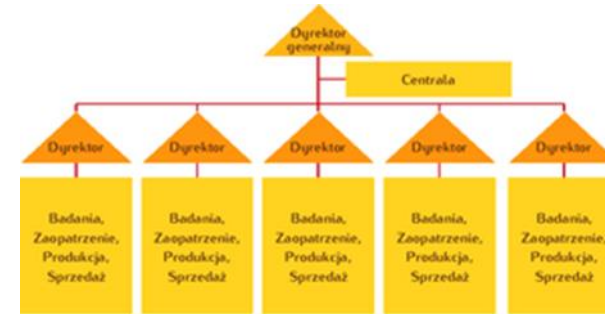 Dyrektor
generalny
Centrala
Dyrektor
Dyrektor
Dyrektor
Dyrektor
Dyrektor
Badania,
Zaopatrzenie,
Produkcja,
Sprzedaż
Badania,
Zaopatrzenie,
Produkcja,
Sprzedaż
Badania,
Zaopatrzenie,
Produkcja,
Sprzedaż
Badania,
Zaopatrzenie,
Produkcja,
Sprzedaż
Badania,
Zaopatrzenie,
Produkcja,
Sprzedaż